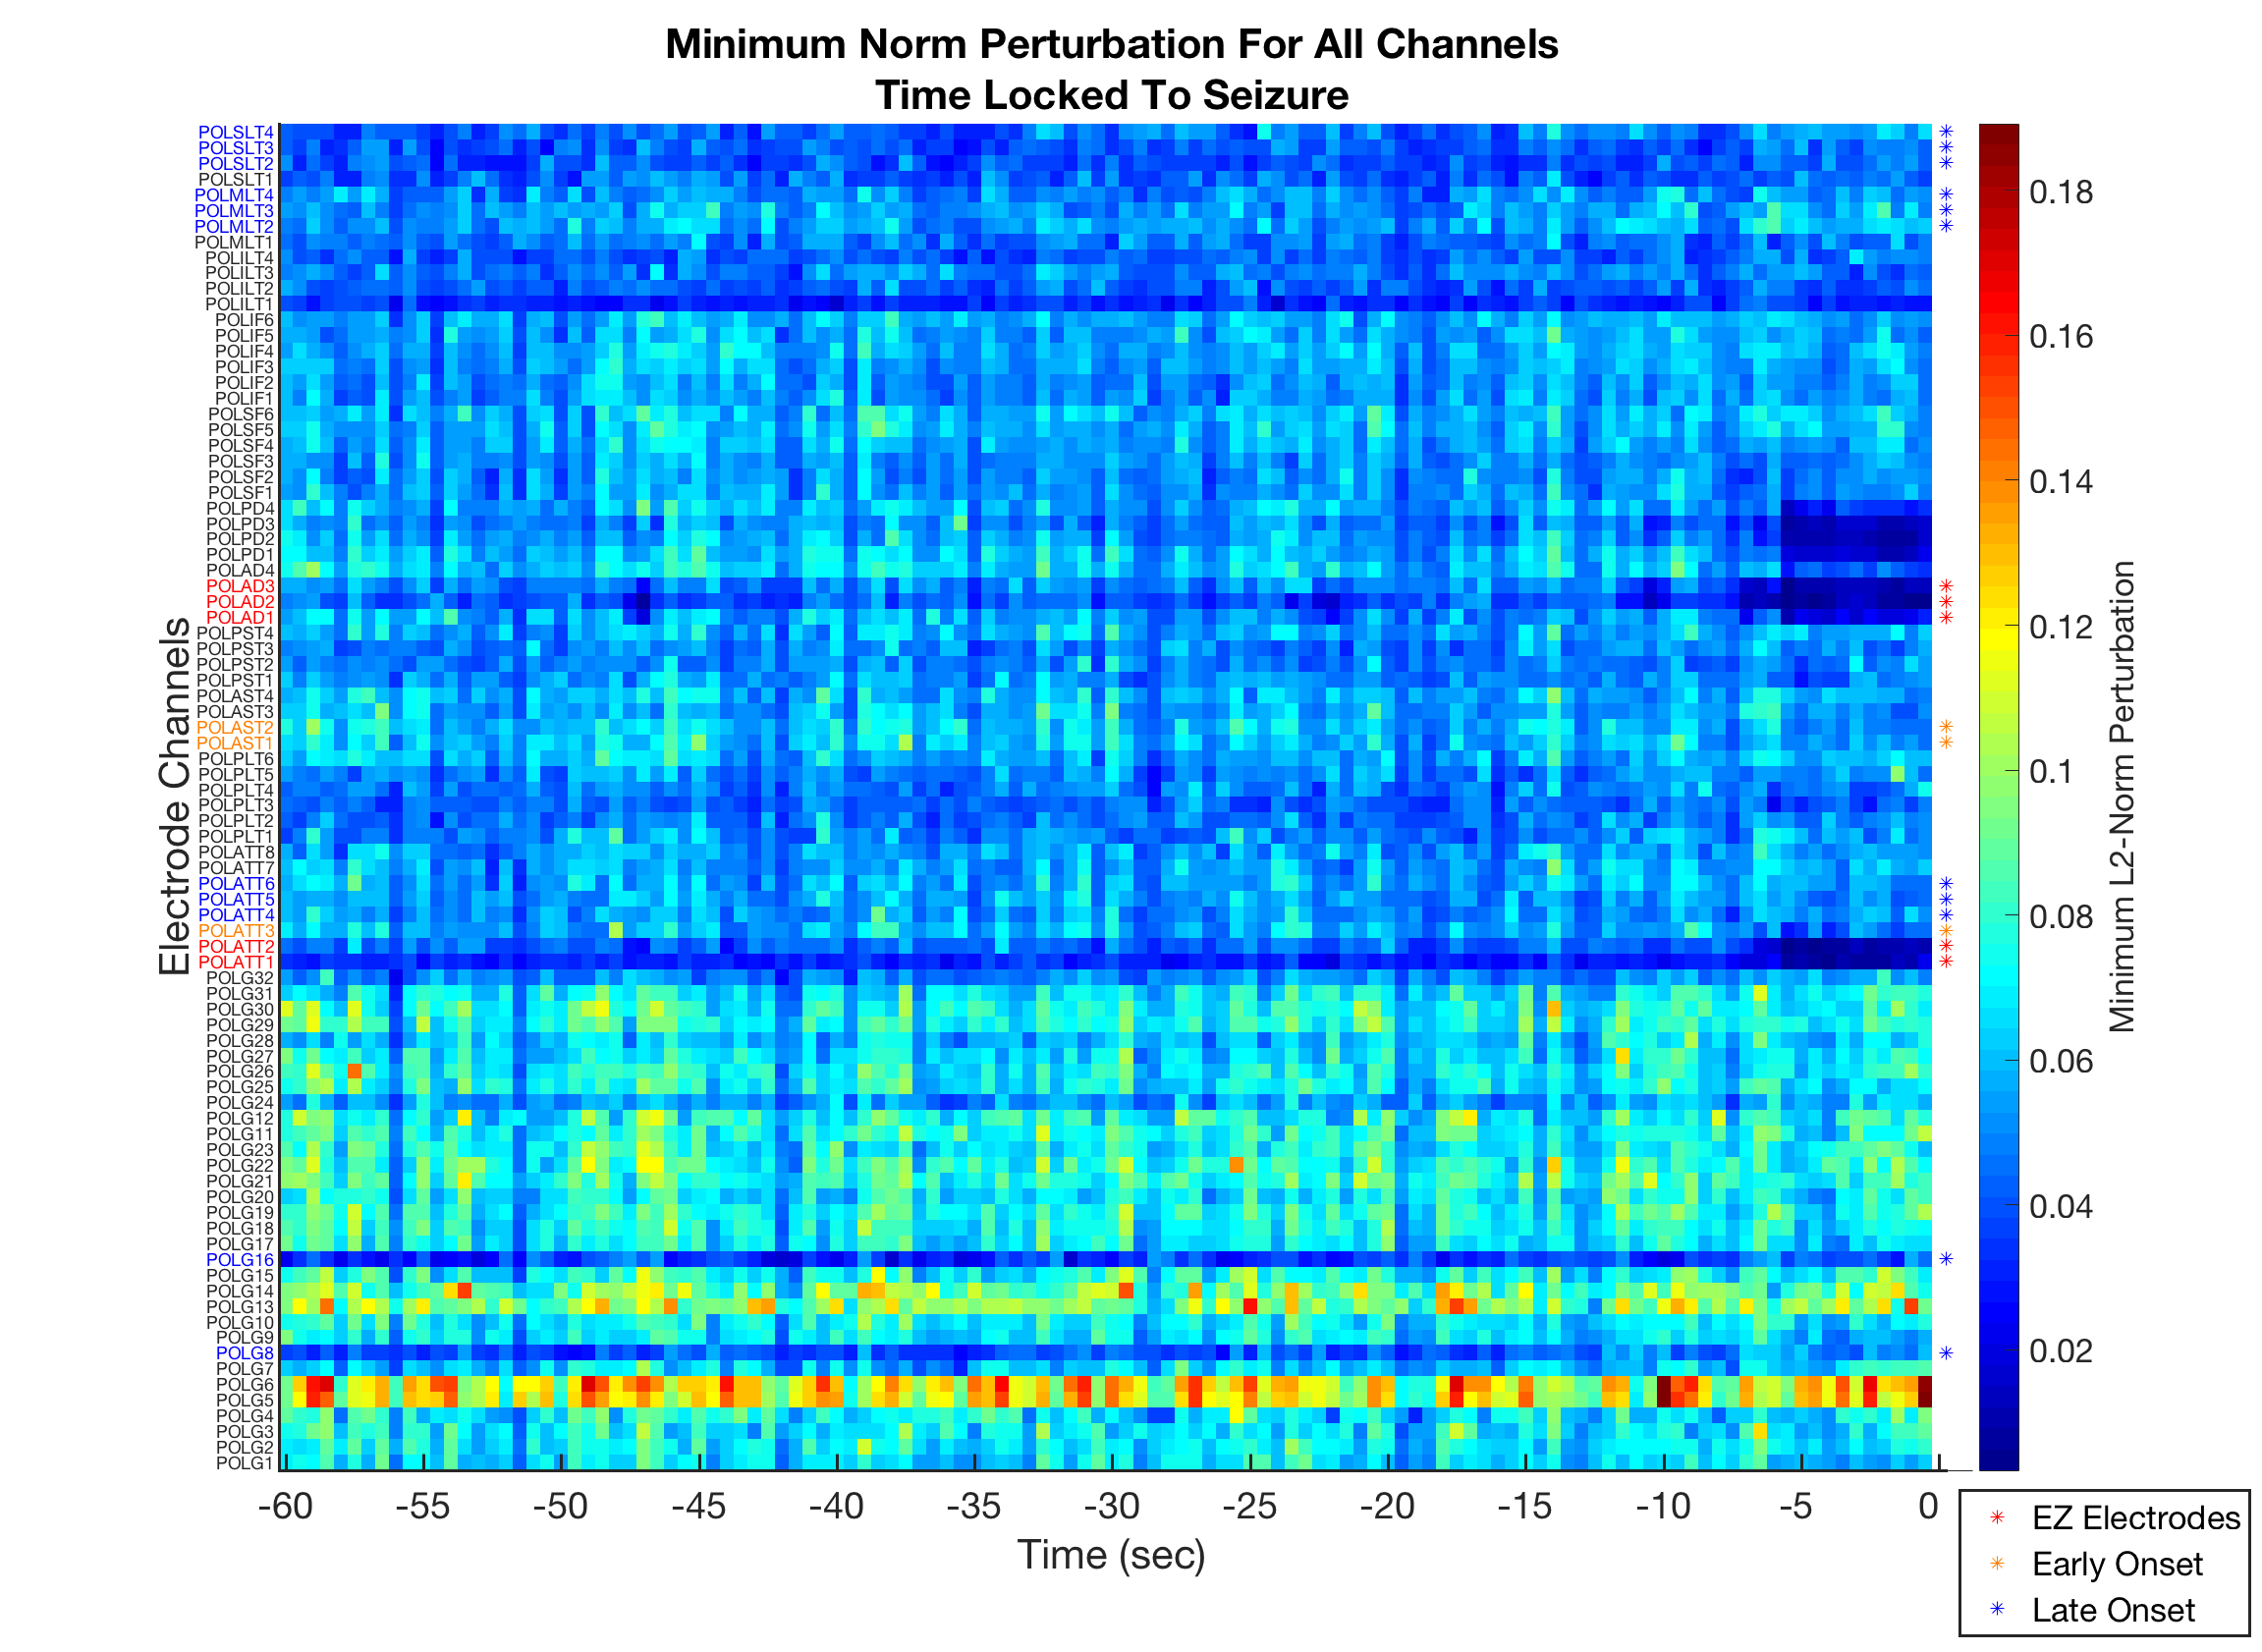 Minimum Norm Perturbation For All Channels
Time Locked To Seizure
Electrode Channels
POLSLT4
POLSLT3
POLSLT2
POLSLT1
POLMLT4
POLMLT3
POLMLT2
POLMLT1
POLILT4
POLILT3
POLILT2
POLILT1
POLIF6
POLIF5
POLIF4
POLIF3
POLIF2
POLIF1
POLSF6
POLSF5
POLSF4
POLSF3
POLSF2
POLSF1
POLPD4
POLPD3
POLPD2
POLPD1
POLAD4
POLAD3
POLAD2
POLAD1
POLPST4
POLPST3
POLPST2
POLPST1
POLAST4
POLAST3
POLAST2
POLAST1
POLPLT6
POLPLT5
POLPLT4
POLPLT3
POLPLT2
POLPLT1
POLATT8
POLATT7
POLATT6
POLATT5
POLATT4
POLATT3
POLATT2
POLATT1
POLG32
POLG31
POLG30
POLG29
POLG28
POLG27
POLG26
POLG25
POLG24
POLG12
POLG11
POLG23
POLG22
POLG21
POLG20
POLG19
POLG18
POLG17
POLG16
POLG15
POLG14
POLG13
POLG10
POLG9
POLG8
POLG7
POLG6
POLG5
POLG4
POLG3
POLG2
POLG1
-60 -55 -50 -45 -40 -35 -30 -25 -20 -15 -10 -5 0
Time (sec)
0.18
0.16
0.14
0.12
0.1
0.08
0.06
0.04
0.02
Minimum L2-Norm Perturbation
EZ Electrodes
Early Onset
Late Onset